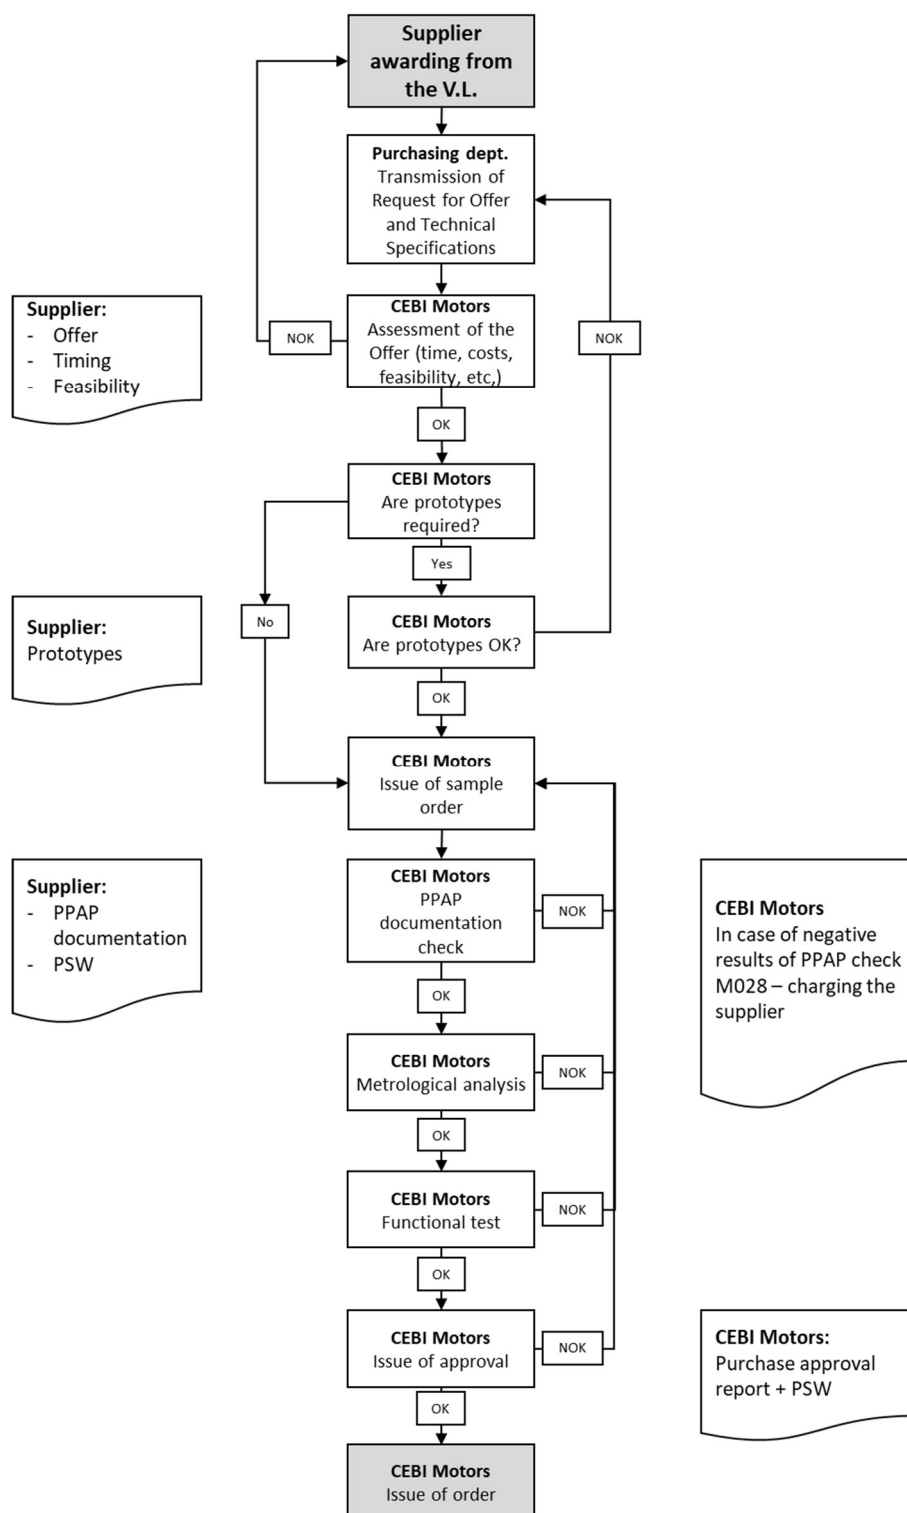 Supplier
awarding from
the V.L.
Purchasing dept.
Transmission of
Request for Offer
and Technical
Specifications
Supplier:
- Offer
- Timing
- Feasibility
NOK
CEBI Motors
Assessment of the
Offer (time, costs,
feasibility, etc,)
NOK
OK
CEBI Motors
Are prototypes
required?
Yes
Supplier:
Prototypes
No
CEBI Motors
Are prototypes OK?
OK
CEBI Motors
Issue of sample
order
Supplier:
- PPAP
documentation
- PSW
CEBI Motors
PPAP
documentation
check
NOK
CEBI Motors
In case of negative
results of PPAP check
M028 – charging the
supplier
OK
CEBI Motors
Metrological analysis
NOK
OK
CEBI Motors
Functional test
NOK
OK
CEBI Motors
Issue of approval
NOK
CEBI Motors:
Purchase approval
report + PSW
OK
CEBI Motors
Issue of order